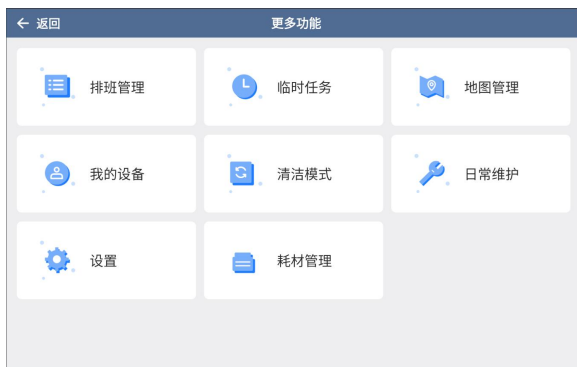 返回
更多功能
排班管理
临时任务
地图管理
我的设备
清洁模式
日常维护
设置
耗材管理